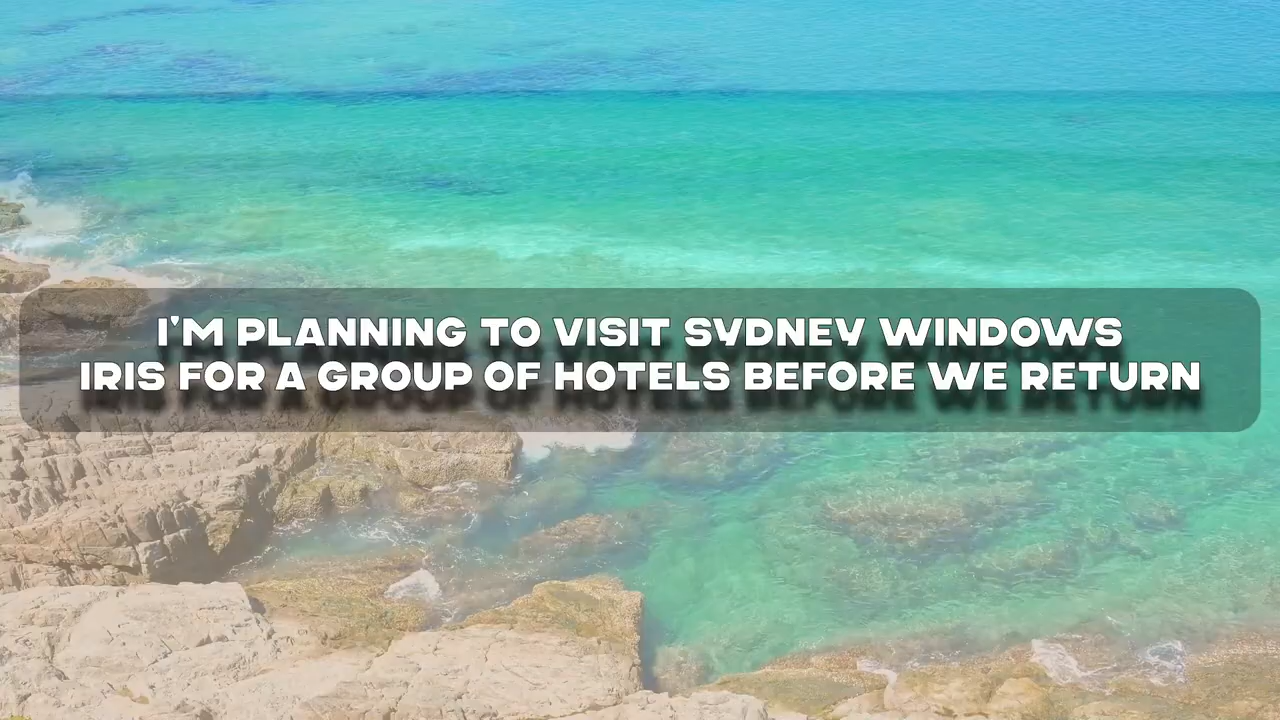 I'M PLANNING TO VISIT SYDNEY WINDOWS
IRIS FOR A GROUP OF HOTELS BEFORE WE RETURN